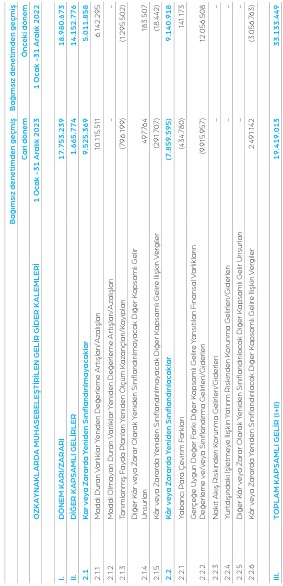 Bağımsız denetimden geçmiş Bağımsız denetimden geçmiş
Cari dönem Önceki dönem
ÖZKAYNAKLARDA MUHASEBELEŞTİRİLEN GELİR GİDER KALEMLERİ 1 Ocak -31 Aralık 2023 1 Ocak -31 Aralık 2022
I. DÖNEM KARI/ZARARI 17.753.239 18.980.673
II. DİĞER KAPSAMLI GELİRLER 1.665.774 14.152.776
2.1 Kâr veya Zararda Yeniden Sınıflandırılmayacaklar 9.525.369 5.011.858
2.1.1 Maddi Duran Varlıklar Yeniden Değerleme Artışları/Azalışları 10.115.511 6.142.295
2.1.2 Maddi Olmayan Duran Varlıklar Yeniden Değerleme Artışları/Azalışları - -
2.1.3 Tanımlanmış Fayda Planları Yeniden Ölçüm Kazançları/Kayıpları (796.199) (1.295.502)
Diğer Kâr veya Zarar Olarak Yeniden Sınıflandırılmayacak Diğer Kapsamlı Gelir
2.1.4 Unsurları 497.764 183.507
2.1.5 Kâr veya Zararda Yeniden Sınıflandırılmayacak Diğer Kapsamlı Gelire İlişkin Vergiler (291.707) (18.442)
2.2 Kâr veya Zararda Yeniden Sınıflandırılacaklar (7.859.595) 9.140.918
2.2.1 Yabancı Para Çevirim Farkları (434.780) 141.173
Gerçeğe Uygun Değer Farkı Diğer Kapsamlı Gelire Yansıtılan Finansal Varlıkların
2.2.2 Değerleme ve/veya Sınıflandırma Gelirleri/Giderleri (9.915.957) 12.056.508
2.2.3 Nakit Akış Riskinden Korunma Gelirleri/Giderleri - -
2.2.4 Yurtdışındaki İşletmeye İlişkin Yatırım Riskinden Korunma Gelirleri/Giderleri - -
2.2.5 Diğer Kâr veya Zarar Olarak Yeniden Sınıflandırılacak Diğer Kapsamlı Gelir Unsurları - -
2.2.6 Kâr veya Zararda Yeniden Sınıflandırılacak Diğer Kapsamlı Gelire İlişkin Vergiler 2.491.142 (3.056.763)
III. TOPLAM KAPSAMLI GELİR (I+II) 19.419.013 33.133.449